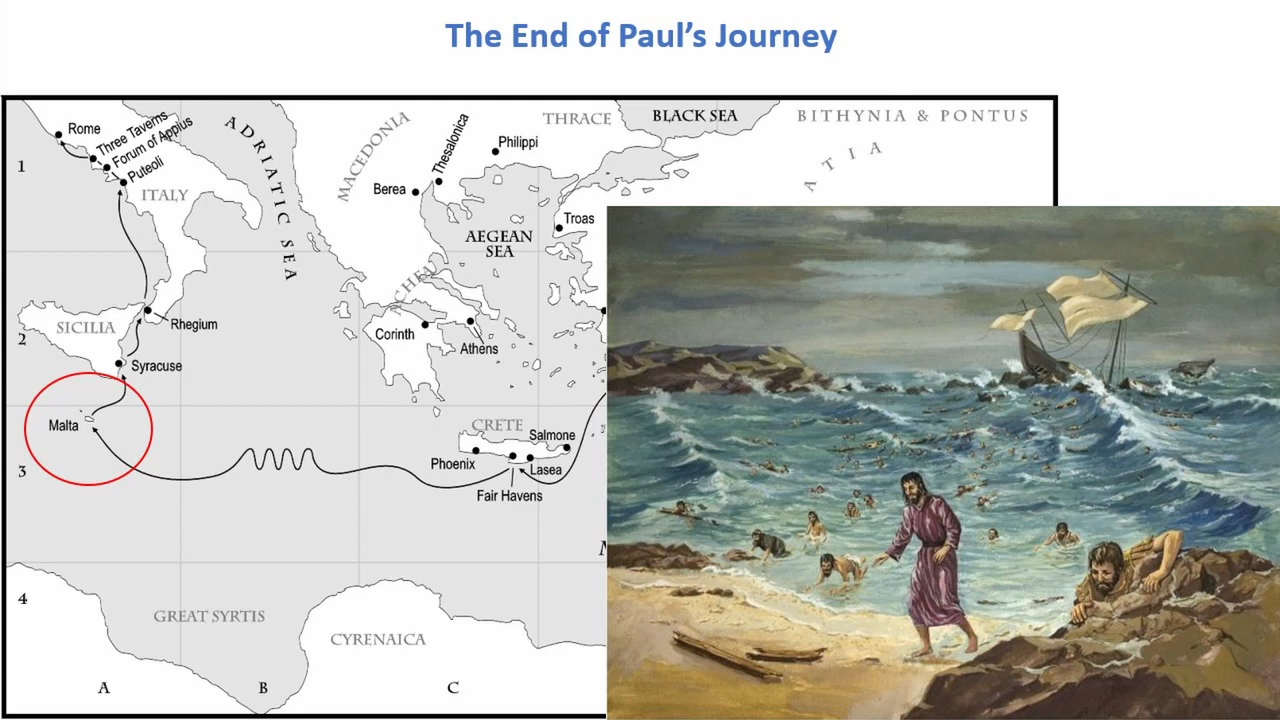 The End of Paul's Journey
Rome
Three Taverns
Forum of Appius
Puteoli
ITALY
ADRIATIC SEA
MACEDONIA
Thesalonica
Berea
Philippi
THRACE
BLACK SEA
BITHYNIA & PONTUS
ATIA
Troas
AEGEAN
SEA
ACHEA
Corinth
Athens
SICILIA
Rhegium
Syracuse
Malta
CRETE
Salmone
Phoenix
Lasea
Fair Havens
GREAT SYRTIS
CYRENAICA
1
2
3
4
A
B
C